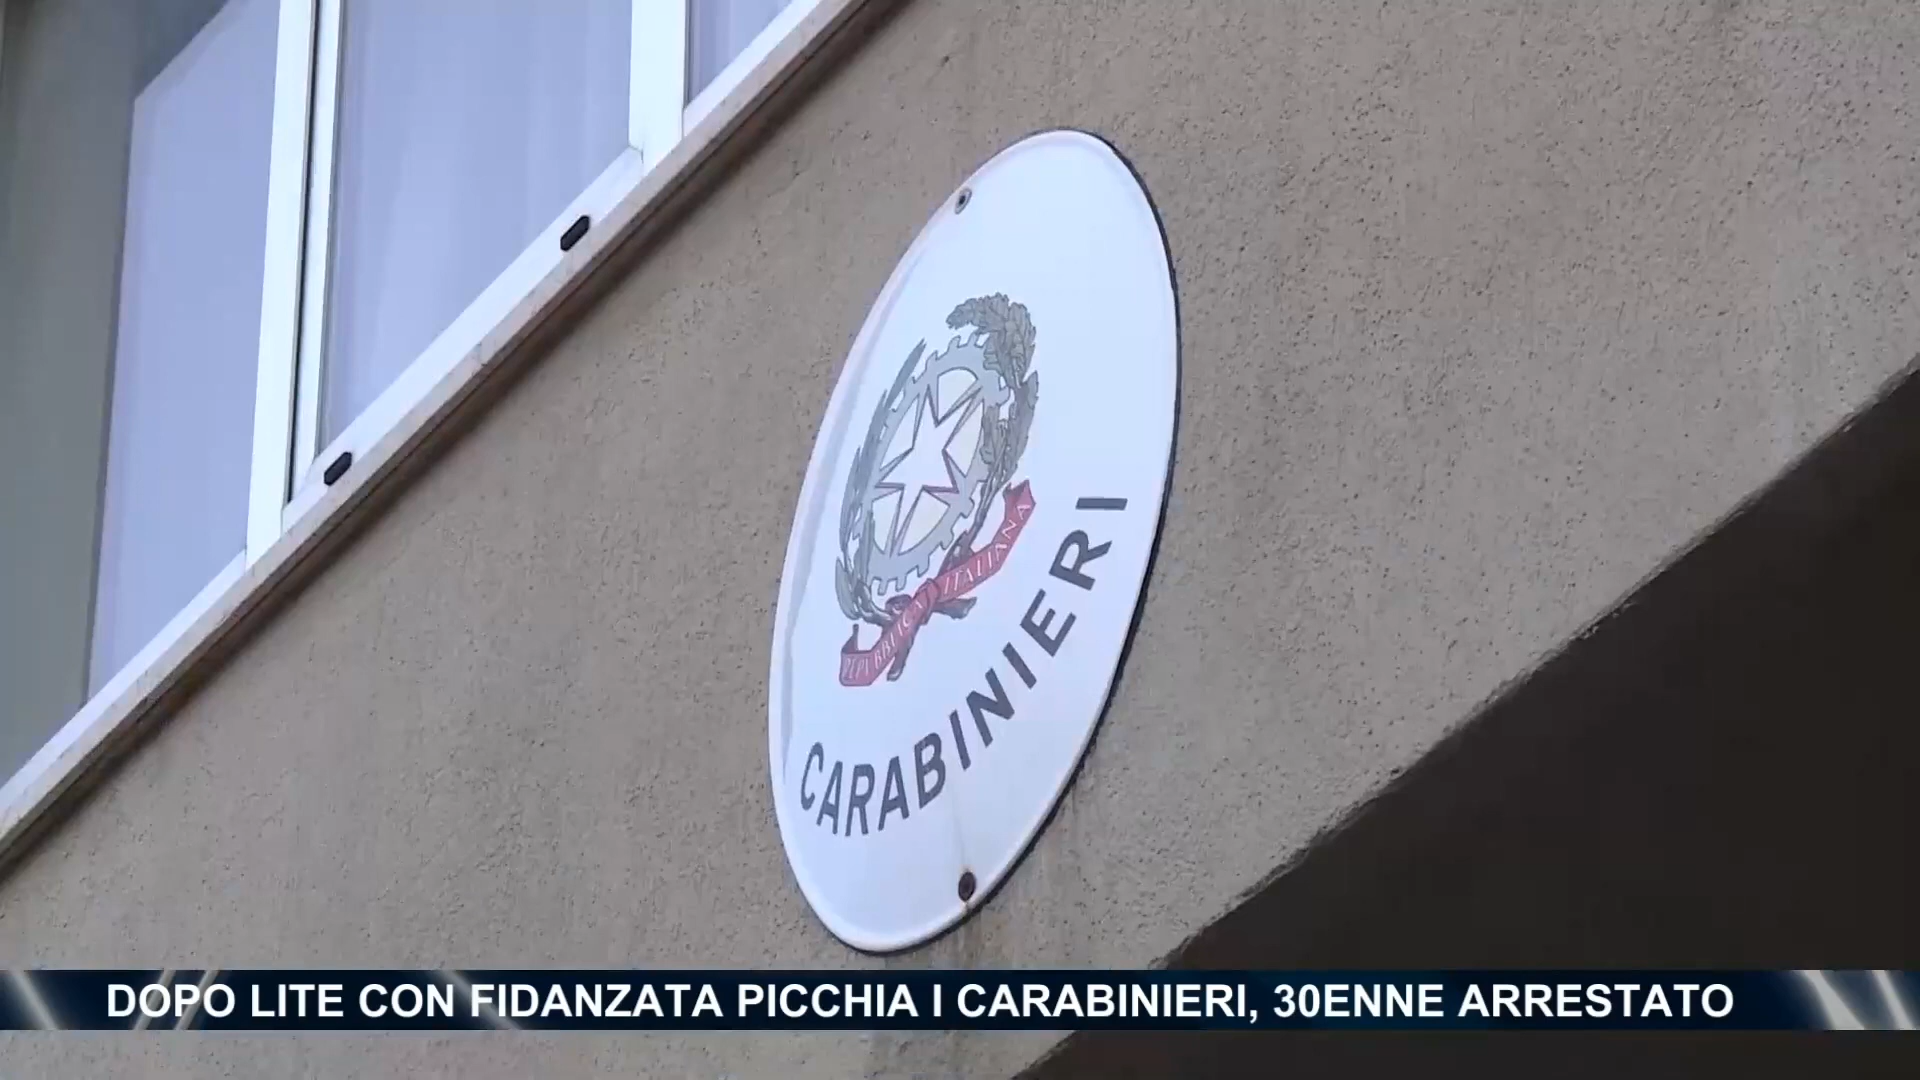 REPUBBLICA ITALIANA
CARABINIERI
DOPO LITE CON FIDANZATA PICCHIA I CARABINIERI, 30ENNE ARRESTATO